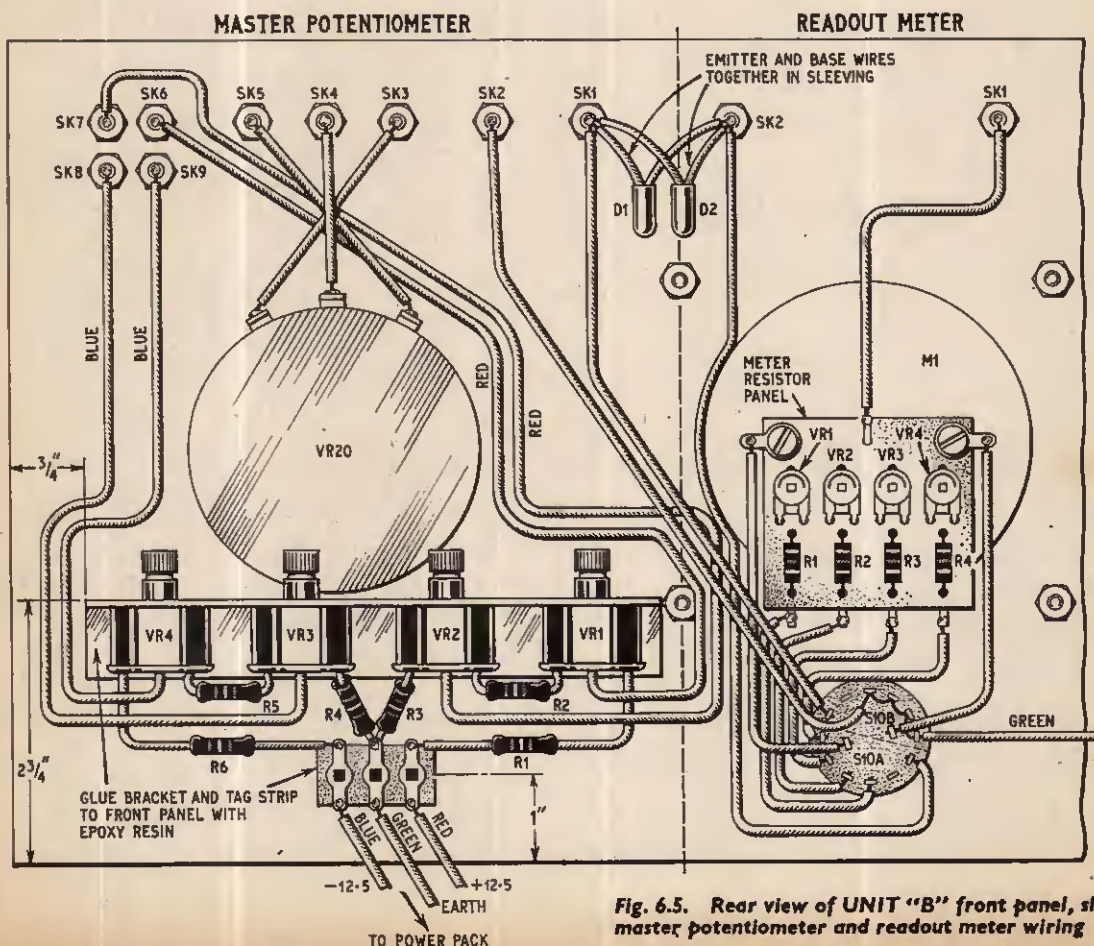 MASTER POTENTIOMETER
READOUT METER
EMITTER AND BASE WIRES
TOGETHER IN SLEEVING
SK7
SK6
SK5
SK4
SK3
SK2
SK1
SK2
SK1
SK8
SK9
D1
D2
BLUE
BLUE
RED
RED
VR20
METER
RESISTOR
PANEL
M1
VR1
VR2
VR3
VR4
R1
R2
R3
R4
3/4"
VR4
VR3
VR2
VR1
R5
R4
R3
R2
R6
R1
2 3/4"
GLUE BRACKET AND TAG STRIP
TO FRONT PANEL WITH
EPOXY RESIN
1"
S10B
S10A
GREEN
BLUE
GREEN
RED
-12·5
EARTH
+12·5
TO POWER PACK
Fig. 6.5. Rear view of UNIT "B" front panel,
master potentiometer and readout meter wiring